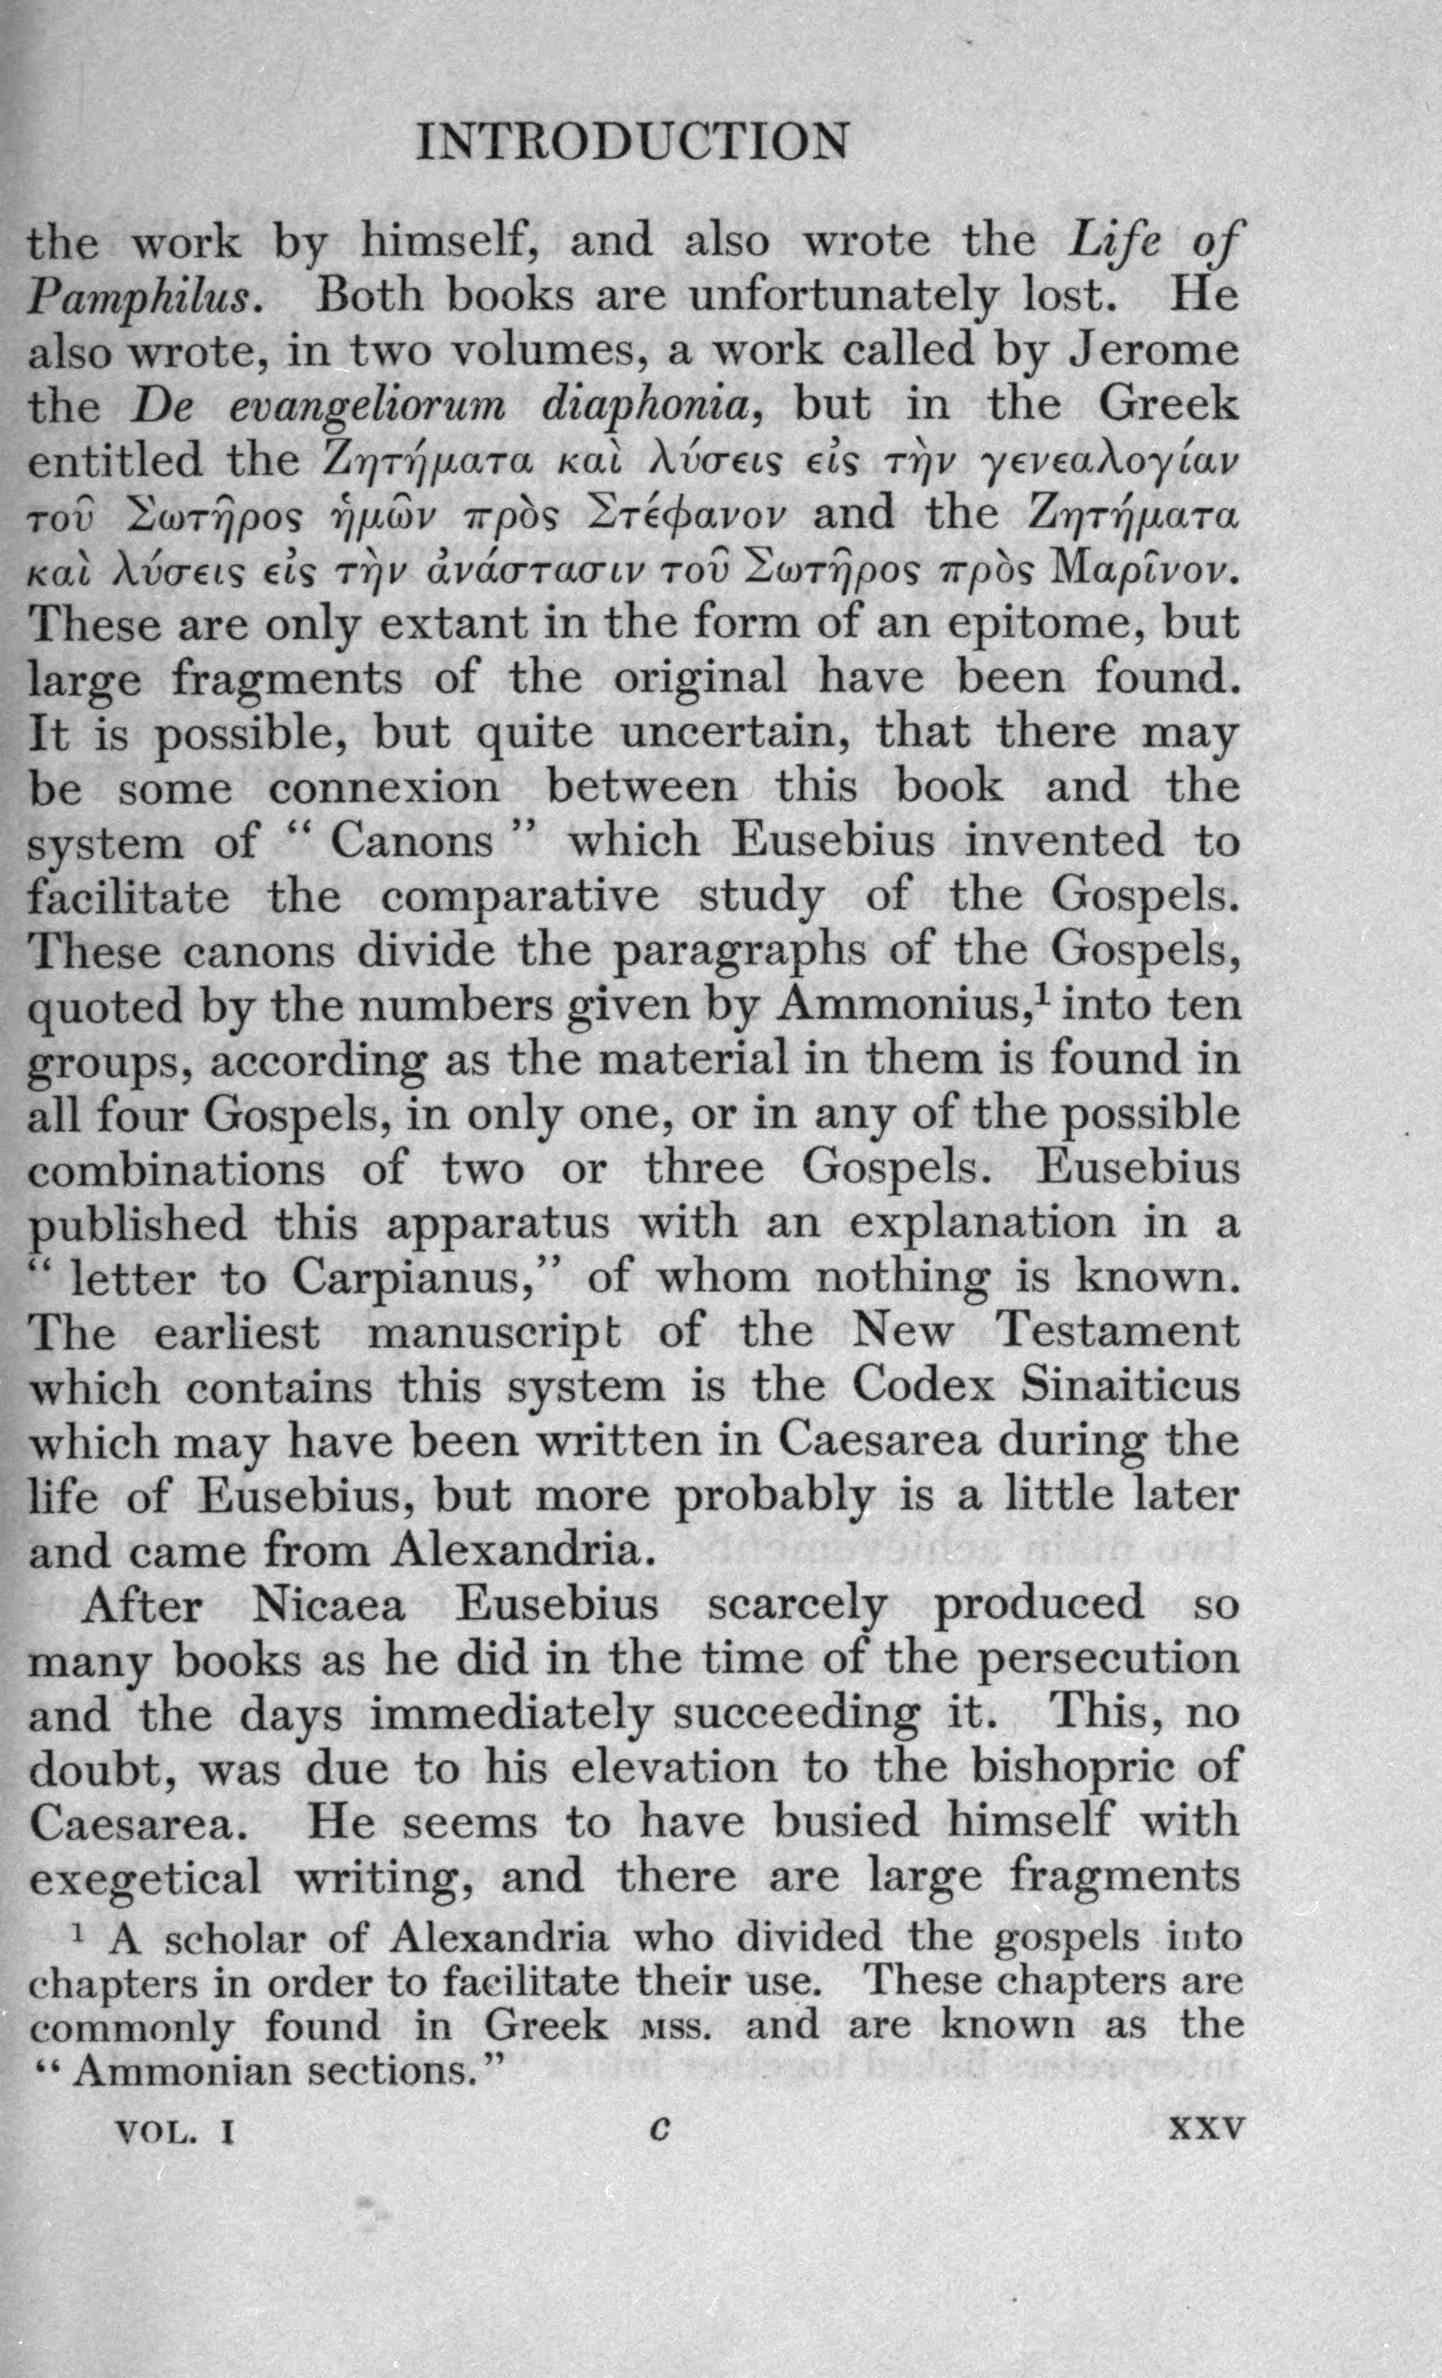 INTRODUCTION
the work by himself, and also wrote the Life of
Pamphilus. Both books are unfortunately lost. He
also wrote, in two volumes, a work called by Jerome
the De evangeliorum diaphonia, but in the Greek
entitled the Ζητήματα καὶ λύσεις εἰς τὴν γενεαλογίαν
τοῦ Σωτῆρος ἡμῶν πρὸς Στέφανον and the Ζητήματα
καὶ λύσεις εἰς τὴν ἀνάστασιν τοῦ Σωτῆρος πρὸς Μαρῖνον.
These are only extant in the form of an epitome, but
large fragments of the original have been found.
It is possible, but quite uncertain, that there may
be some connexion between this book and the
system of “ Canons ” which Eusebius invented to
facilitate the comparative study of the Gospels.
These canons divide the paragraphs of the Gospels,
quoted by the numbers given by Ammonius,¹ into ten
groups, according as the material in them is found in
all four Gospels, in only one, or in any of the possible
combinations of two or three Gospels. Eusebius
published this apparatus with an explanation in a
“ letter to Carpianus,” of whom nothing is known.
The earliest manuscript of the New Testament
which contains this system is the Codex Sinaiticus
which may have been written in Caesarea during the
life of Eusebius, but more probably is a little later
and came from Alexandria.
After Nicaea Eusebius scarcely produced so
many books as he did in the time of the persecution
and the days immediately succeeding it. This, no
doubt, was due to his elevation to the bishopric of
Caesarea. He seems to have busied himself with
exegetical writing, and there are large fragments
¹ A scholar of Alexandria who divided the gospels into
chapters in order to facilitate their use. These chapters are
commonly found in Greek MSS. and are known as the
“ Ammonian sections.”
VOL. I c xxv